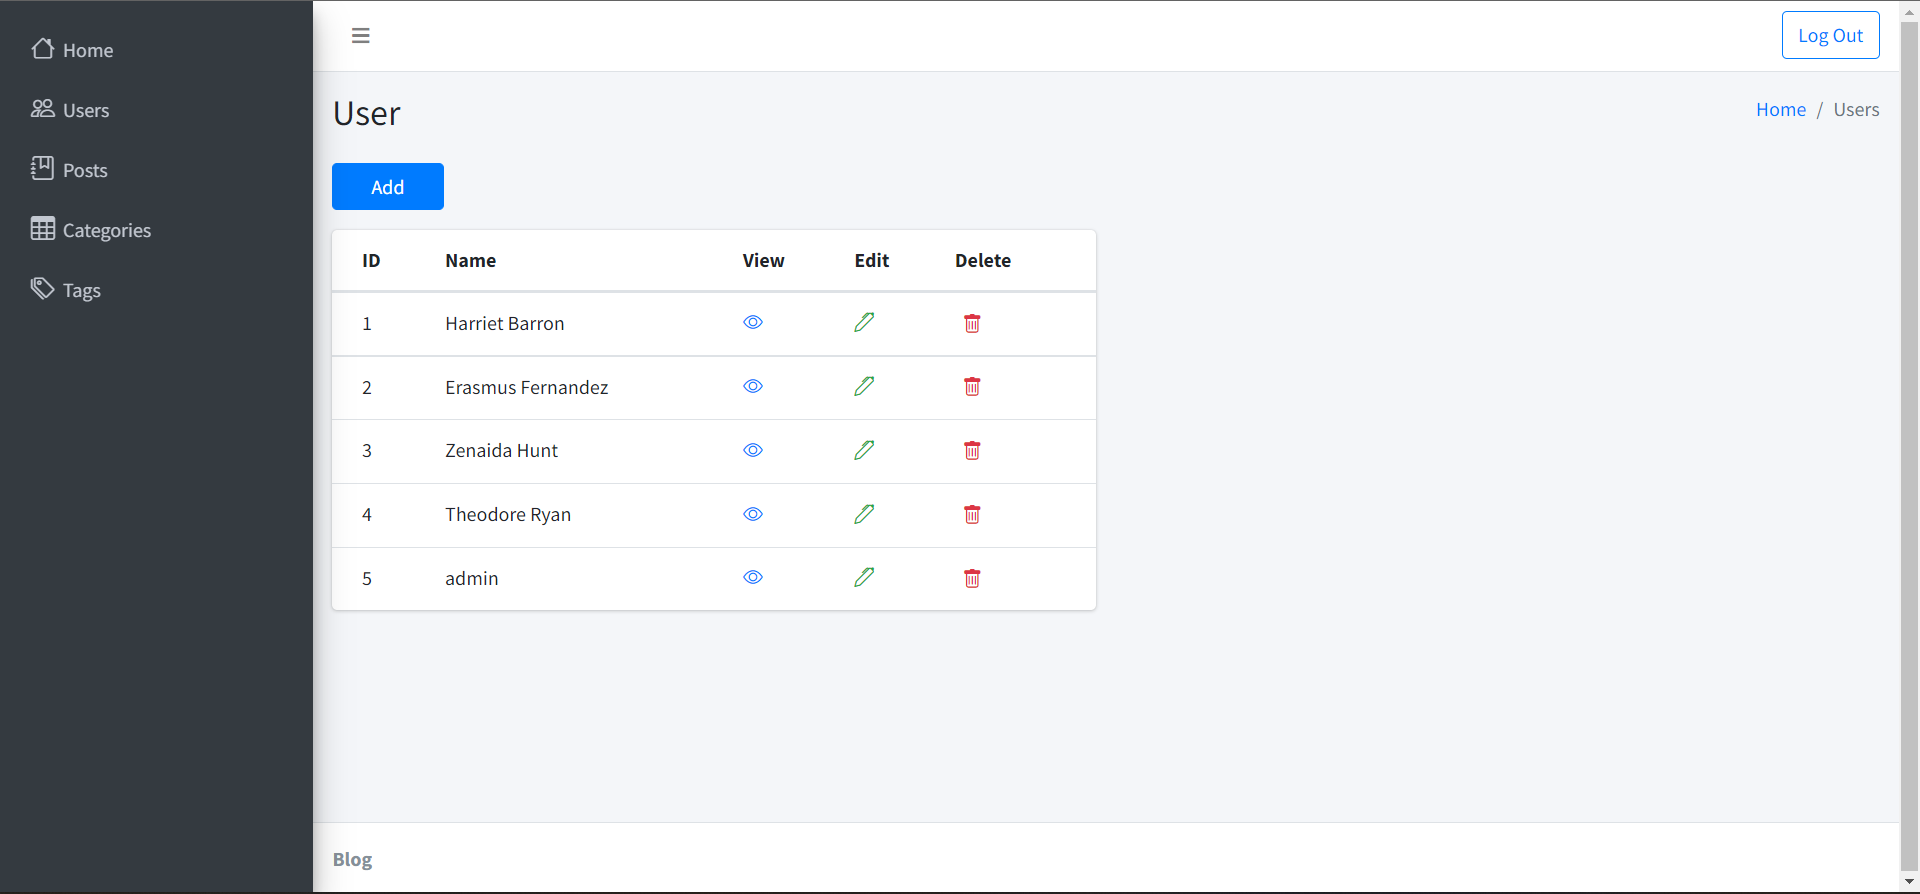 Home
Users
Posts
Categories
Tags
Log Out
User
Home / Users
Add
ID Name View Edit Delete
1 Harriet Barron
2 Erasmus Fernandez
3 Zenaida Hunt
4 Theodore Ryan
5 admin
Blog